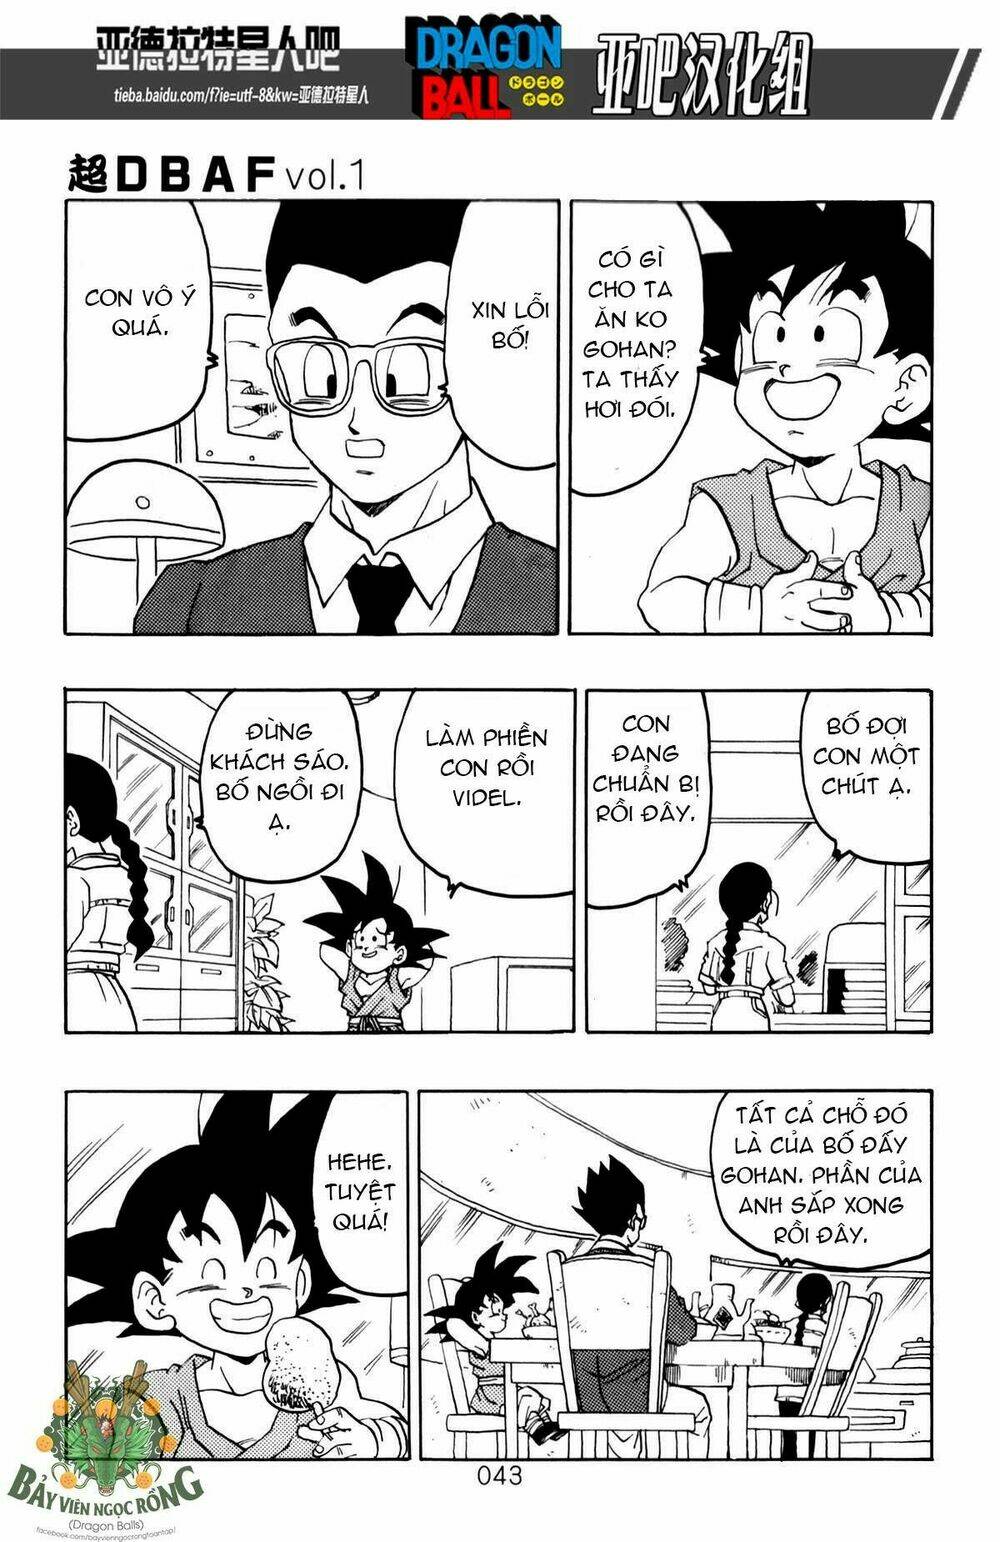 亚德拉特星人吧
tieba.baidu.com/f?ie=utf-8&kw=亚德拉特星人
DRAGON
BALL
ドラゴン
ボール
亚吧汉化组
超DBAF vol.1
CÓ GÌ
CHO TA
ĂN KO
GOHAN?
TA THẤY
HƠI ĐÓI.
XIN LỖI
BỐ!
CON VÔ Ý
QUÁ.
BỐ ĐỢI
CON MỘT
CHÚT Ạ.
CON
ĐANG
CHUẨN BỊ
RỒI ĐÂY.
LÀM PHIỀN
CON RỒI
VIDEL.
ĐỪNG
KHÁCH SÁO.
BỐ NGỒI ĐI
Ạ.
TẤT CẢ CHỖ ĐÓ
LÀ CỦA BỐ ĐẤY
GOHAN. PHẦN CỦA
ANH SẮP XONG
RỒI ĐÂY.
HEHE.
TUYỆT
QUÁ!
043
BẢY VIÊN NGỌC RỒNG
(Dragon Balls)
facebook.com/bayvienngocrongtoantap/